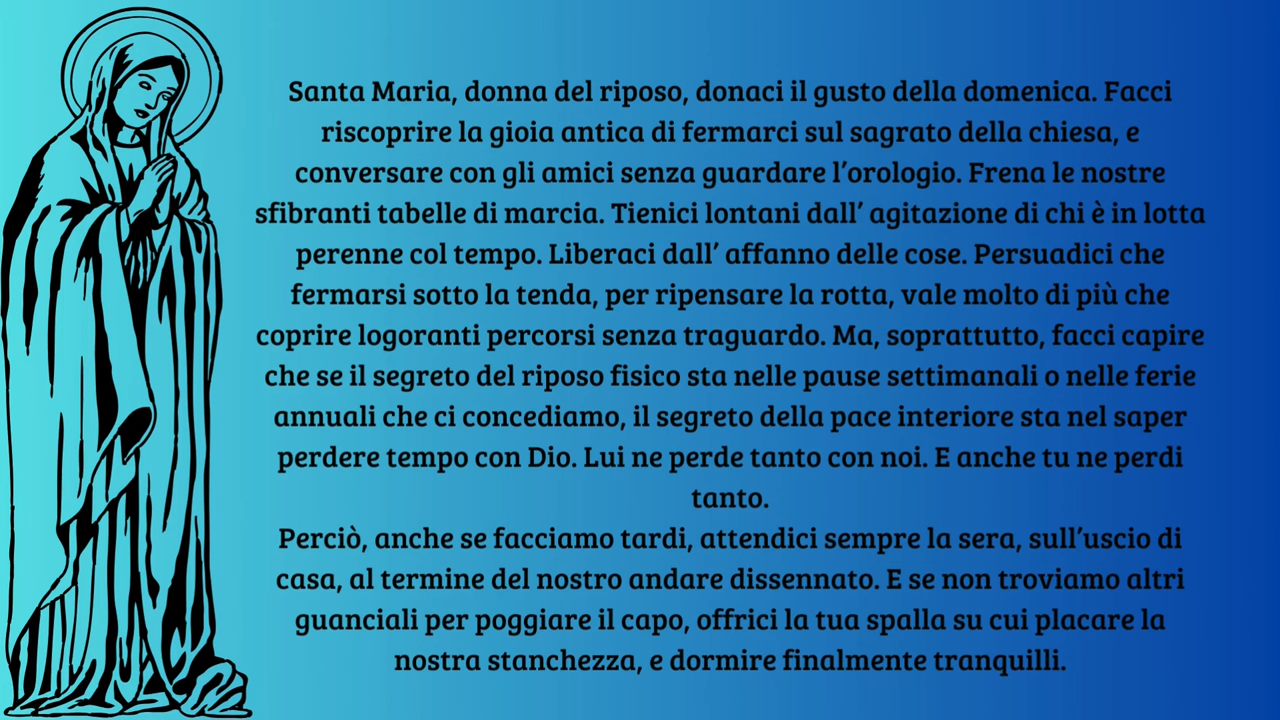 Santa Maria, donna del riposo, donaci il gusto della domenica. Facci
riscoprire la gioia antica di fermarci sul sagrato della chiesa, e
conversare con gli amici senza guardare l’orologio. Frena le nostre
sfibranti tabelle di marcia. Tienici lontani dall’ agitazione di chi è in lotta
perenne col tempo. Liberaci dall’ affanno delle cose. Persuadici che
fermarsi sotto la tenda, per ripensare la rotta, vale molto di più che
coprire logoranti percorsi senza traguardo. Ma, soprattutto, facci capire
che se il segreto del riposo fisico sta nelle pause settimanali o nelle ferie
annuali che ci concediamo, il segreto della pace interiore sta nel saper
perdere tempo con Dio. Lui ne perde tanto con noi. E anche tu ne perdi
tanto.
Perciò, anche se facciamo tardi, attendici sempre la sera, sull’uscio di
casa, al termine del nostro andare dissennato. E se non troviamo altri
guanciali per poggiare il capo, offrici la tua spalla su cui placare la
nostra stanchezza, e dormire finalmente tranquilli.